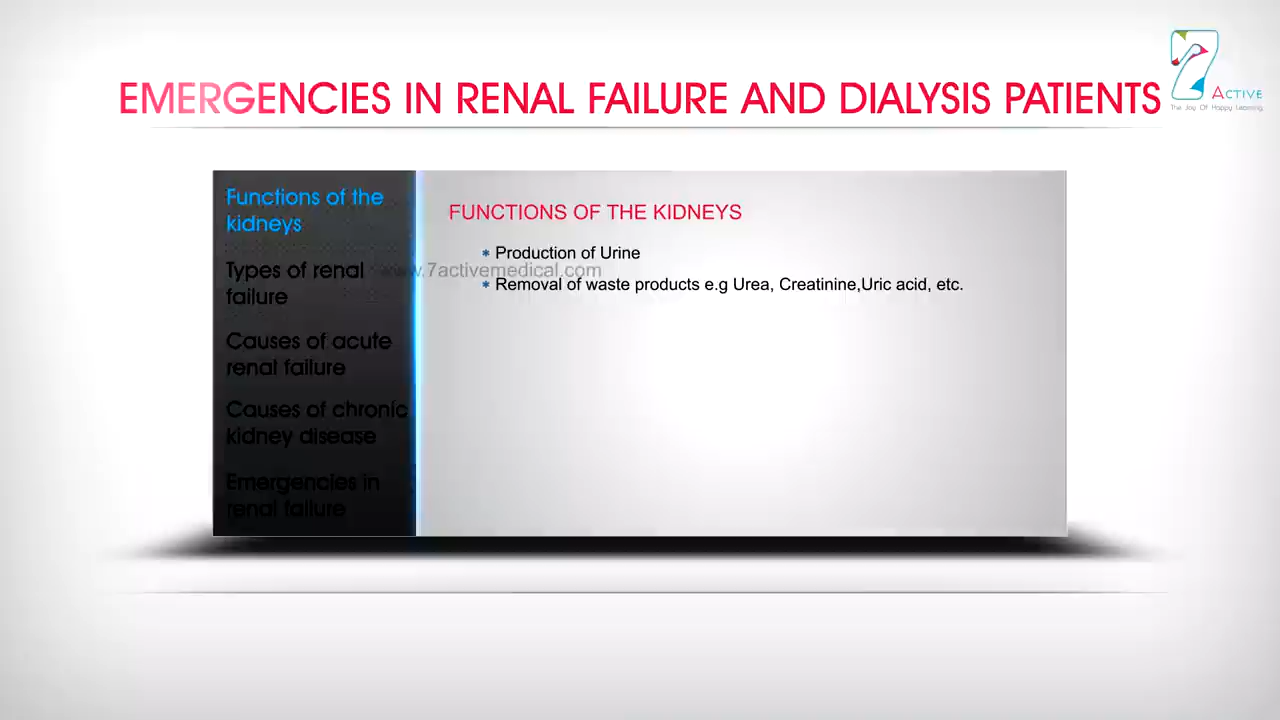 EMERGENCIES IN RENAL FAILURE AND DIALYSIS PATIENTS
7 ACTIVE
The Joy Of Happy Learning
Functions of the
kidneys
Types of renal
failure
Causes of acute
renal failure
Causes of chronic
kidney disease
Emergencies in
renal failure
FUNCTIONS OF THE KIDNEYS
* Production of Urine
www.7activemedical.com
* Removal of waste products e.g Urea, Creatinine,Uric acid, etc.